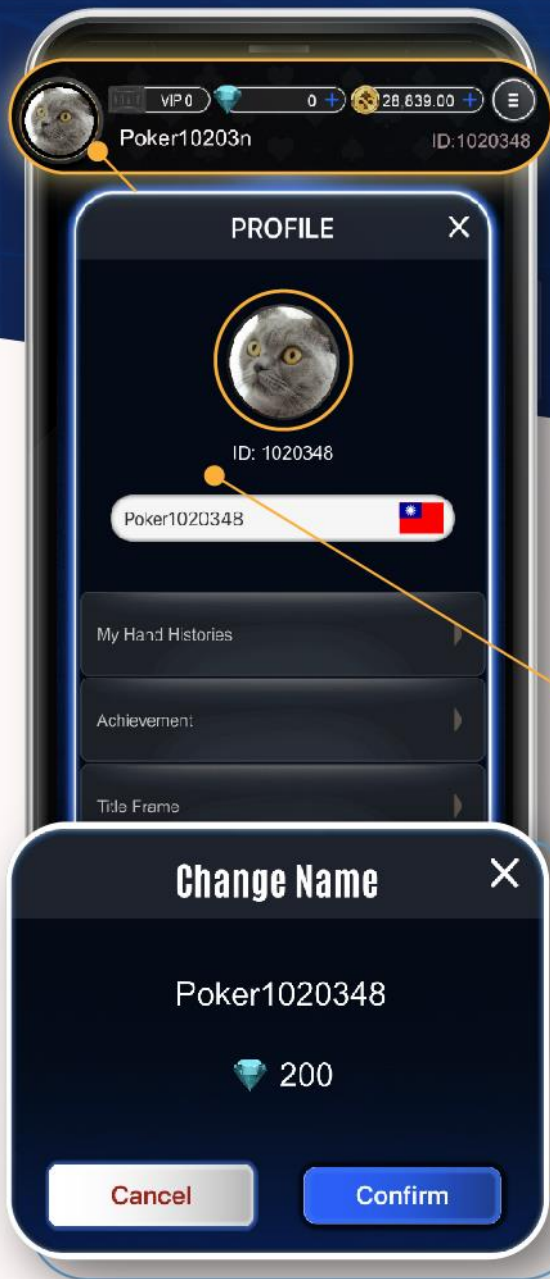 VIP 0 0 + 28,839.00 +
Poker10203n ID:1020348
PROFILE
ID: 1020348
Poker1020348
My Hand Histories
Achievement
Title Frame
Change Name
Poker1020348
200
Cancel Confirm